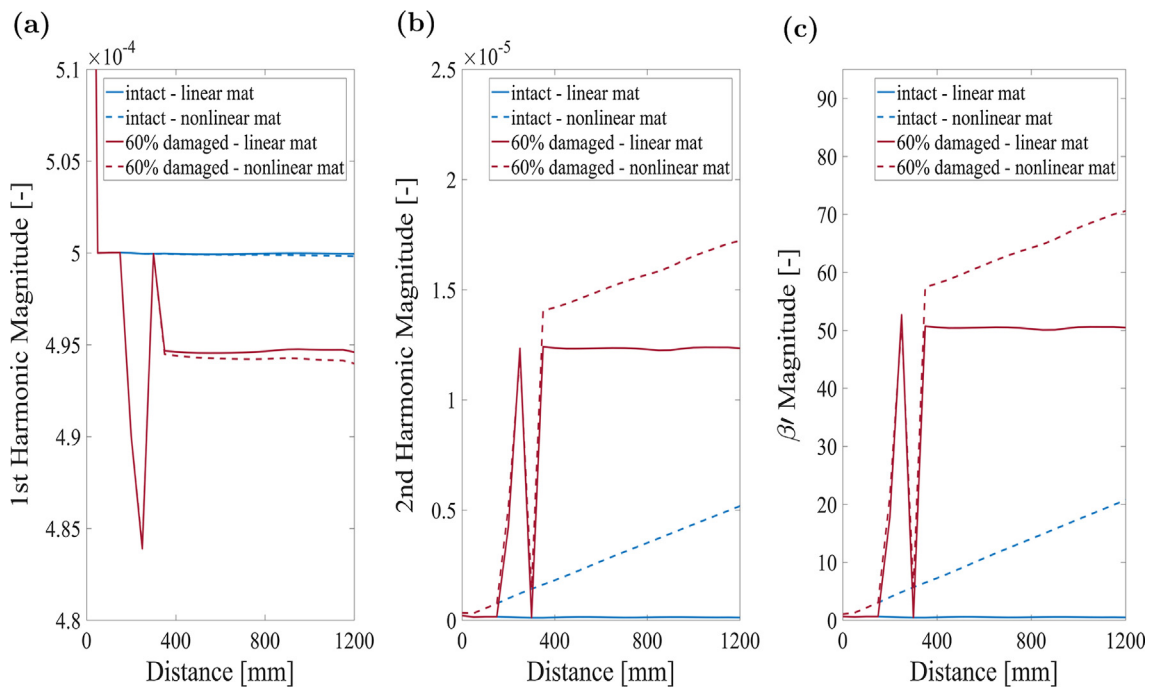 (a)
×10⁻⁴
5.1
5.05
5
4.95
4.9
4.85
4.8
1st Harmonic Magnitude [-]
intact - linear mat
intact - nonlinear mat
60% damaged - linear mat
60% damaged - nonlinear mat
0 400 800 1200
Distance [mm]
(b)
×10⁻⁵
2.5
2
1.5
1
0.5
0
2nd Harmonic Magnitude [-]
intact - linear mat
intact - nonlinear mat
60% damaged - linear mat
60% damaged - nonlinear mat
0 400 800 1200
Distance [mm]
(c)
90
80
70
60
50
40
30
20
10
0
β′ Magnitude [-]
intact - linear mat
intact - nonlinear mat
60% damaged - linear mat
60% damaged - nonlinear mat
0 400 800 1200
Distance [mm]